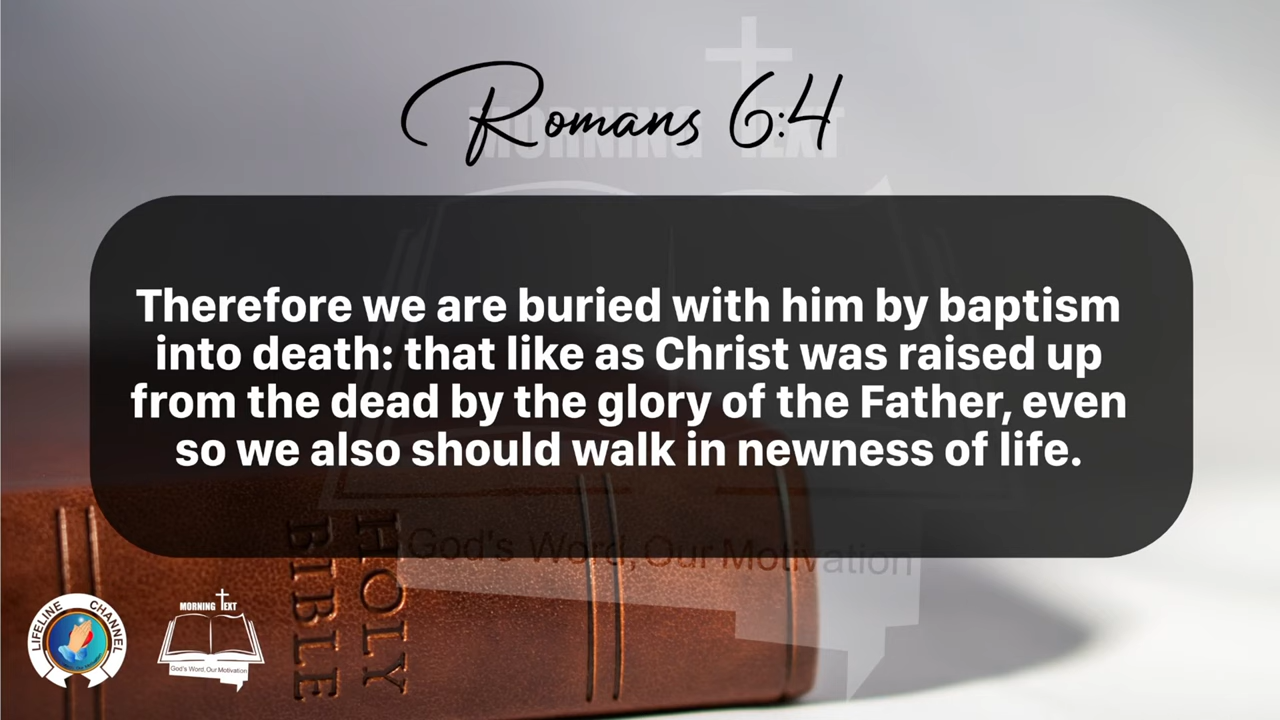 Romans 6:4
MORNING TEXT
Therefore we are buried with him by baptism
into death: that like as Christ was raised up
from the dead by the glory of the Father, even
so we also should walk in newness of life.
God's Word, Our Motivation
HOLY
BIBLE
LIFELINE CHANNEL
MORNING TEXT
God's Word, Our Motivation